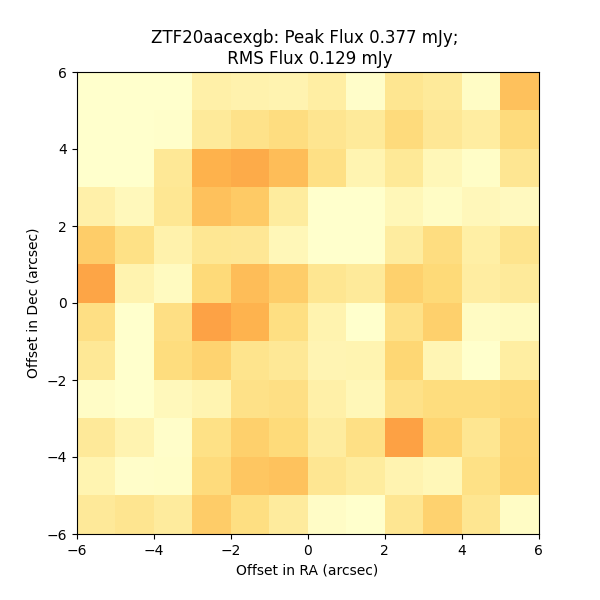 ZTF20aacexgb: Peak Flux 0.377 mJy;
RMS Flux 0.129 mJy
6
4
2
0
−2
−4
−6
Offset in Dec (arcsec)
−6 −4 −2 0 2 4 6
Offset in RA (arcsec)